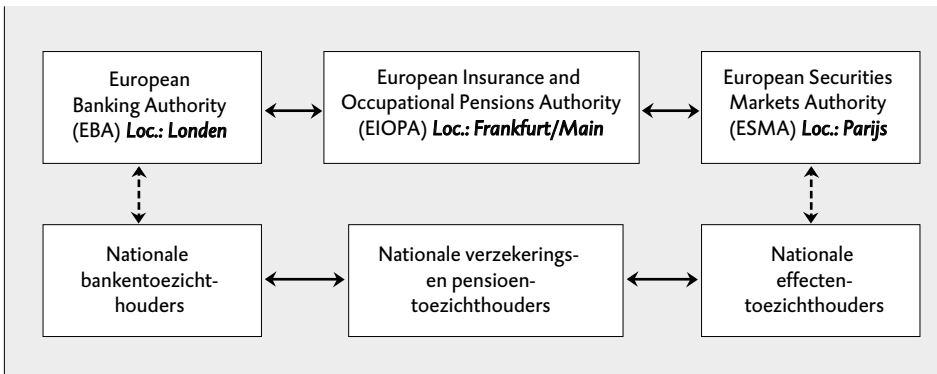 European
Banking Authority
(EBA) Loc.: Londen
European Insurance and
Occupational Pensions Authority
(EIOPA) Loc.: Frankfurt/Main
European Securities
Markets Authority
(ESMA) Loc.: Parijs
Nationale
bankentoezicht-
houders
Nationale verzekerings-
en pensioen-
toezichthouders
Nationale
effecten-
toezichthouders